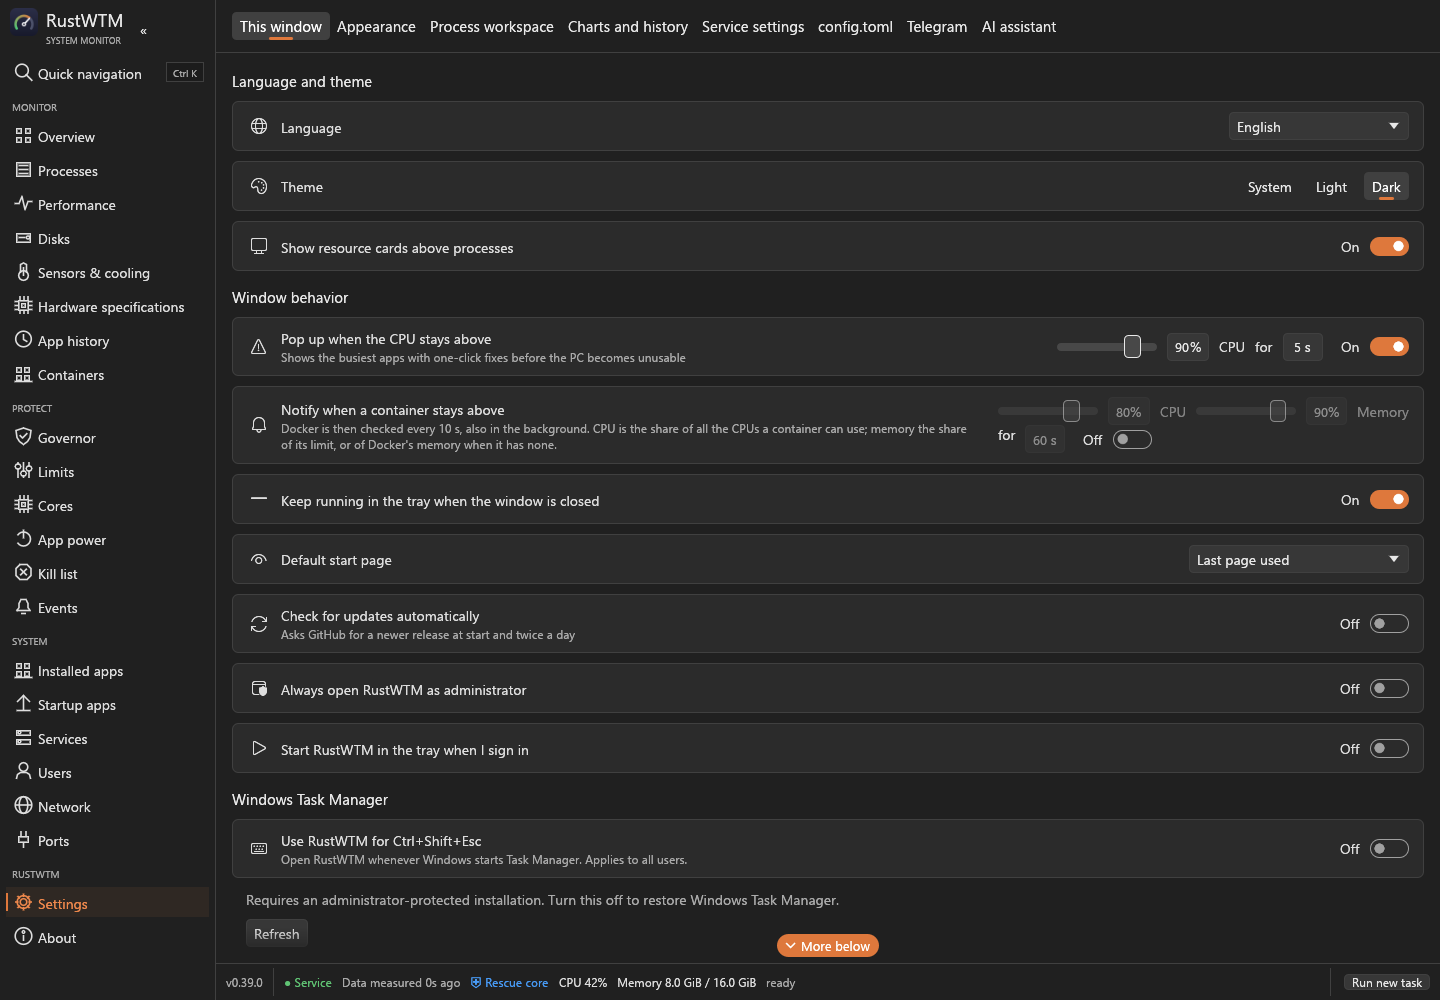 RustWTM
SYSTEM MONITOR
«
Quick navigation
Ctrl K
MONITOR
Overview
Processes
Performance
Disks
Sensors & cooling
Hardware specifications
App history
Containers
PROTECT
Governor
Limits
Cores
App power
Kill list
Events
SYSTEM
Installed apps
Startup apps
Services
Users
Network
Ports
RUSTWTM
Settings
About
This window Appearance Process workspace Charts and history Service settings config.toml Telegram AI assistant
Language and theme
Language
English
Theme
System Light Dark
Show resource cards above processes
On
Window behavior
Pop up when the CPU stays above
Shows the busiest apps with one-click fixes before the PC becomes unusable
90% CPU for 5 s On
Notify when a container stays above
Docker is then checked every 10 s, also in the background. CPU is the share of all the CPUs a container can use; memory the share
of its limit, or of Docker's memory when it has none.
80% CPU 90% Memory
for 60 s Off
Keep running in the tray when the window is closed
On
Default start page
Last page used
Check for updates automatically
Asks GitHub for a newer release at start and twice a day
Off
Always open RustWTM as administrator
Off
Start RustWTM in the tray when I sign in
Off
Windows Task Manager
Use RustWTM for Ctrl+Shift+Esc
Open RustWTM whenever Windows starts Task Manager. Applies to all users.
Off
Requires an administrator-protected installation. Turn this off to restore Windows Task Manager.
Refresh
More below
v0.39.0 Service Data measured 0s ago Rescue core CPU 42% Memory 8.0 GiB / 16.0 GiB ready
Run new task